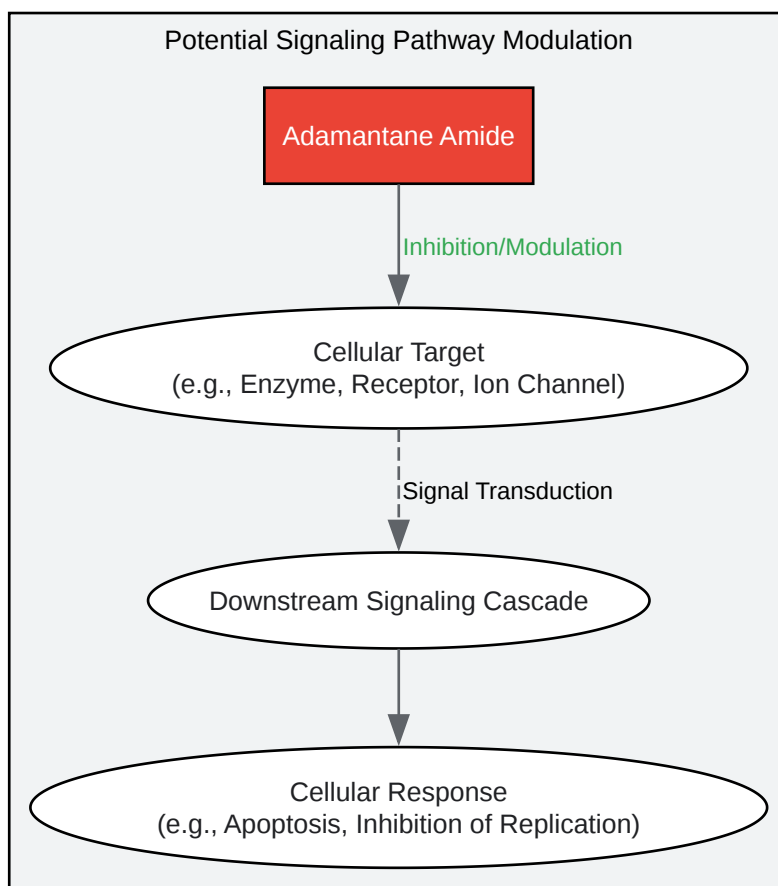 Potential Signaling Pathway Modulation
Adamantane Amide
Inhibition/Modulation
Cellular Target
(e.g., Enzyme, Receptor, Ion Channel)
Signal Transduction
Downstream Signaling Cascade
Cellular Response
(e.g., Apoptosis, Inhibition of Replication)